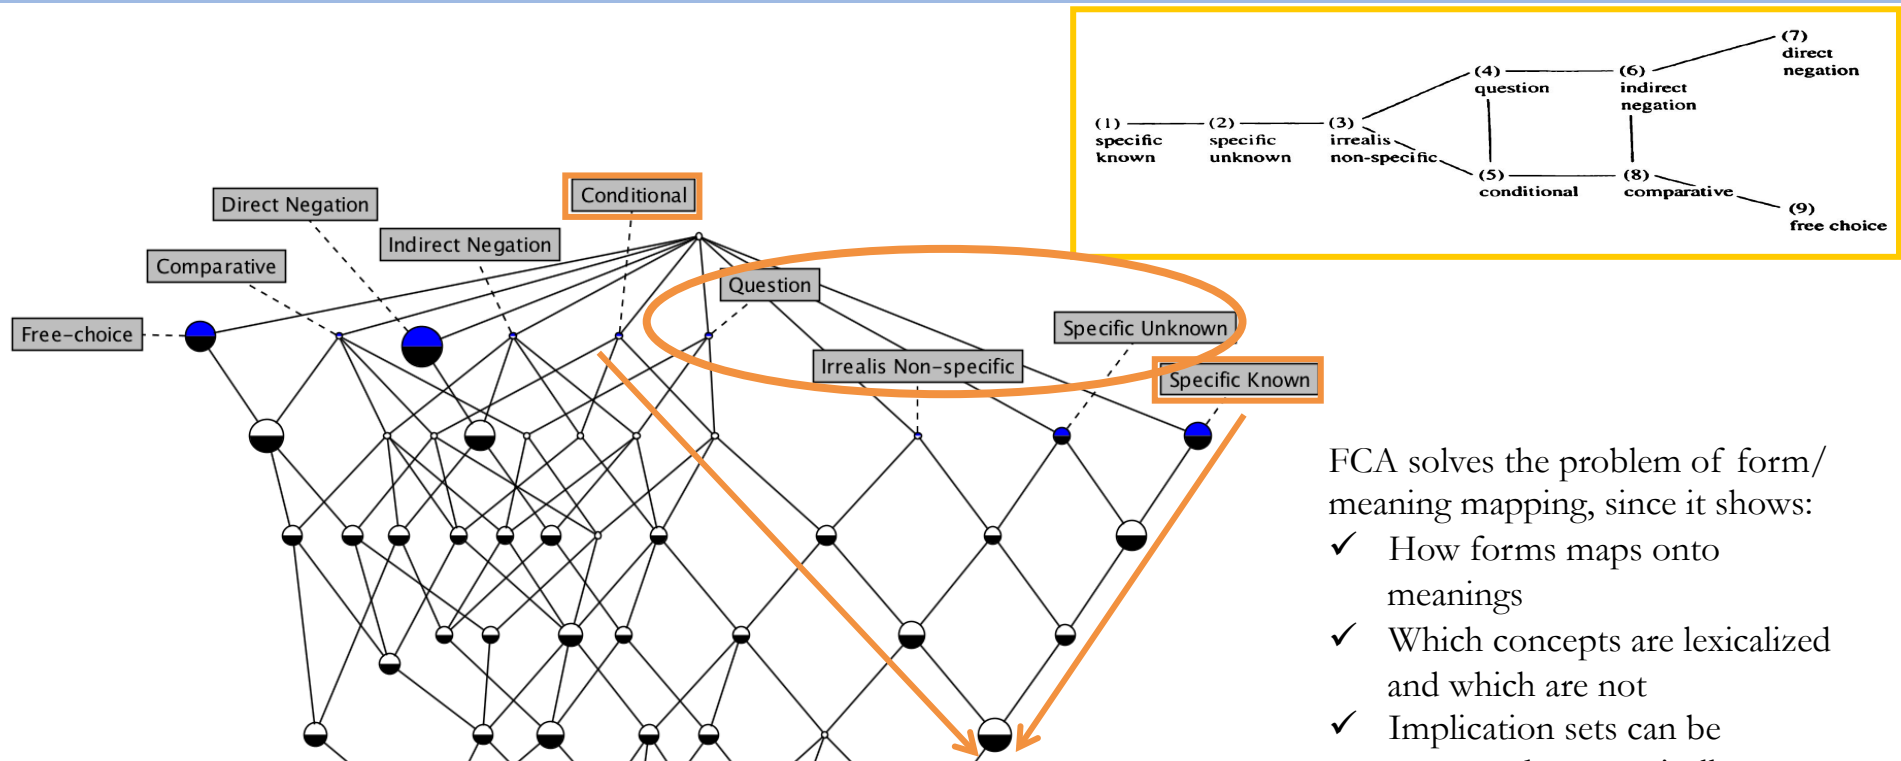 (7)
direct
negation
(4)
question
(6)
indirect
negation
(1)
specific
known
(2)
specific
unknown
(3)
irrealis
non-specific
(5)
conditional
(8)
comparative
(9)
free choice
Conditional
Direct Negation
Indirect Negation
Comparative
Question
Free-choice
Specific Unknown
Irrealis Non-specific
Specific Known
FCA solves the problem of form/
meaning mapping, since it shows:
✓ How forms maps onto
meanings
✓ Which concepts are lexicalized
and which are not
✓ Implication sets can be